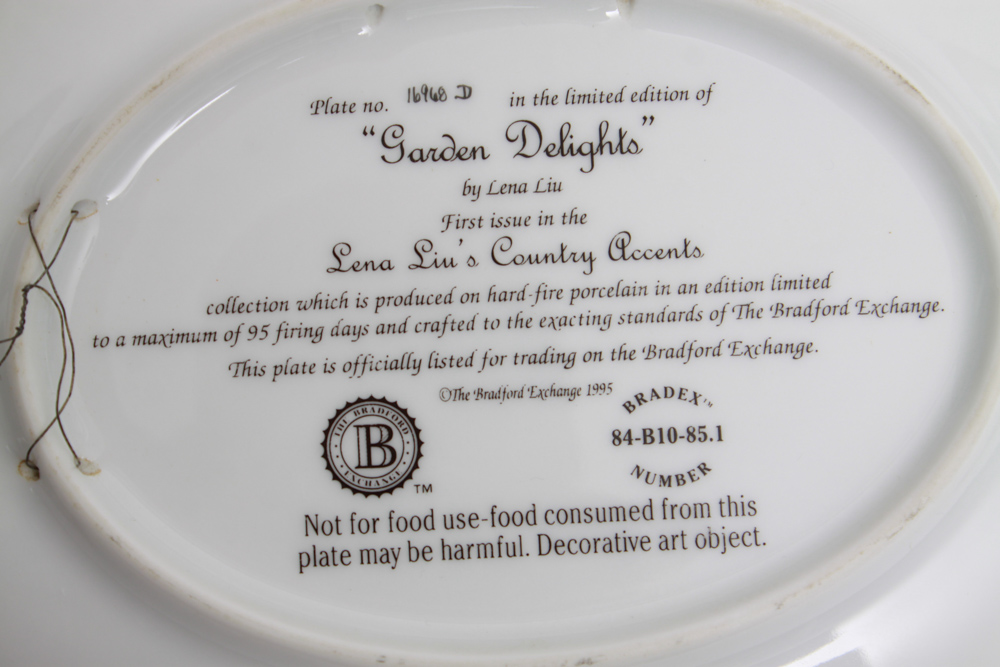 Plate no. 16968 D in the limited edition of
“Garden Delights”
by Lena Liu
First issue in the
Lena Liu's Country Accents
collection which is produced on hard-fire porcelain in an edition limited
to a maximum of 95 firing days and crafted to the exacting standards of The Bradford Exchange.
This plate is officially listed for trading on the Bradford Exchange.
©The Bradford Exchange 1995
THE BRADFORD
B
EXCHANGE
TM
BRADEX™
84-B10-85.1
NUMBER
Not for food use-food consumed from this
plate may be harmful. Decorative art object.